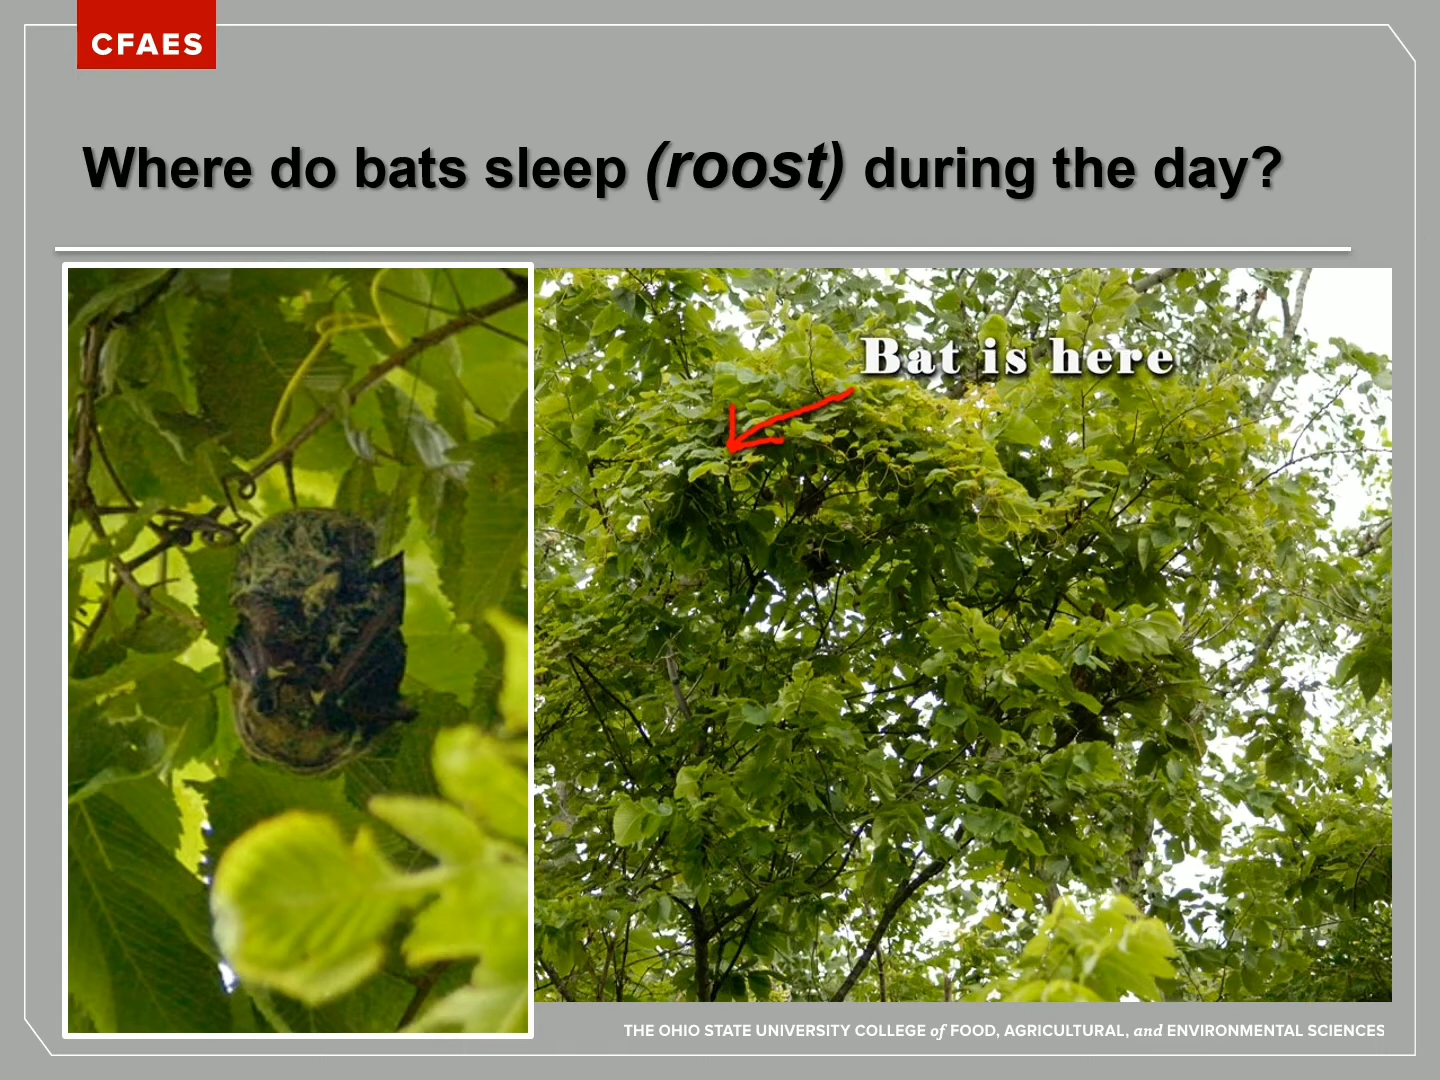 CFAES
Where do bats sleep (roost) during the day?
Bat is here
THE OHIO STATE UNIVERSITY COLLEGE of FOOD, AGRICULTURAL, and ENVIRONMENTAL SCIENCES